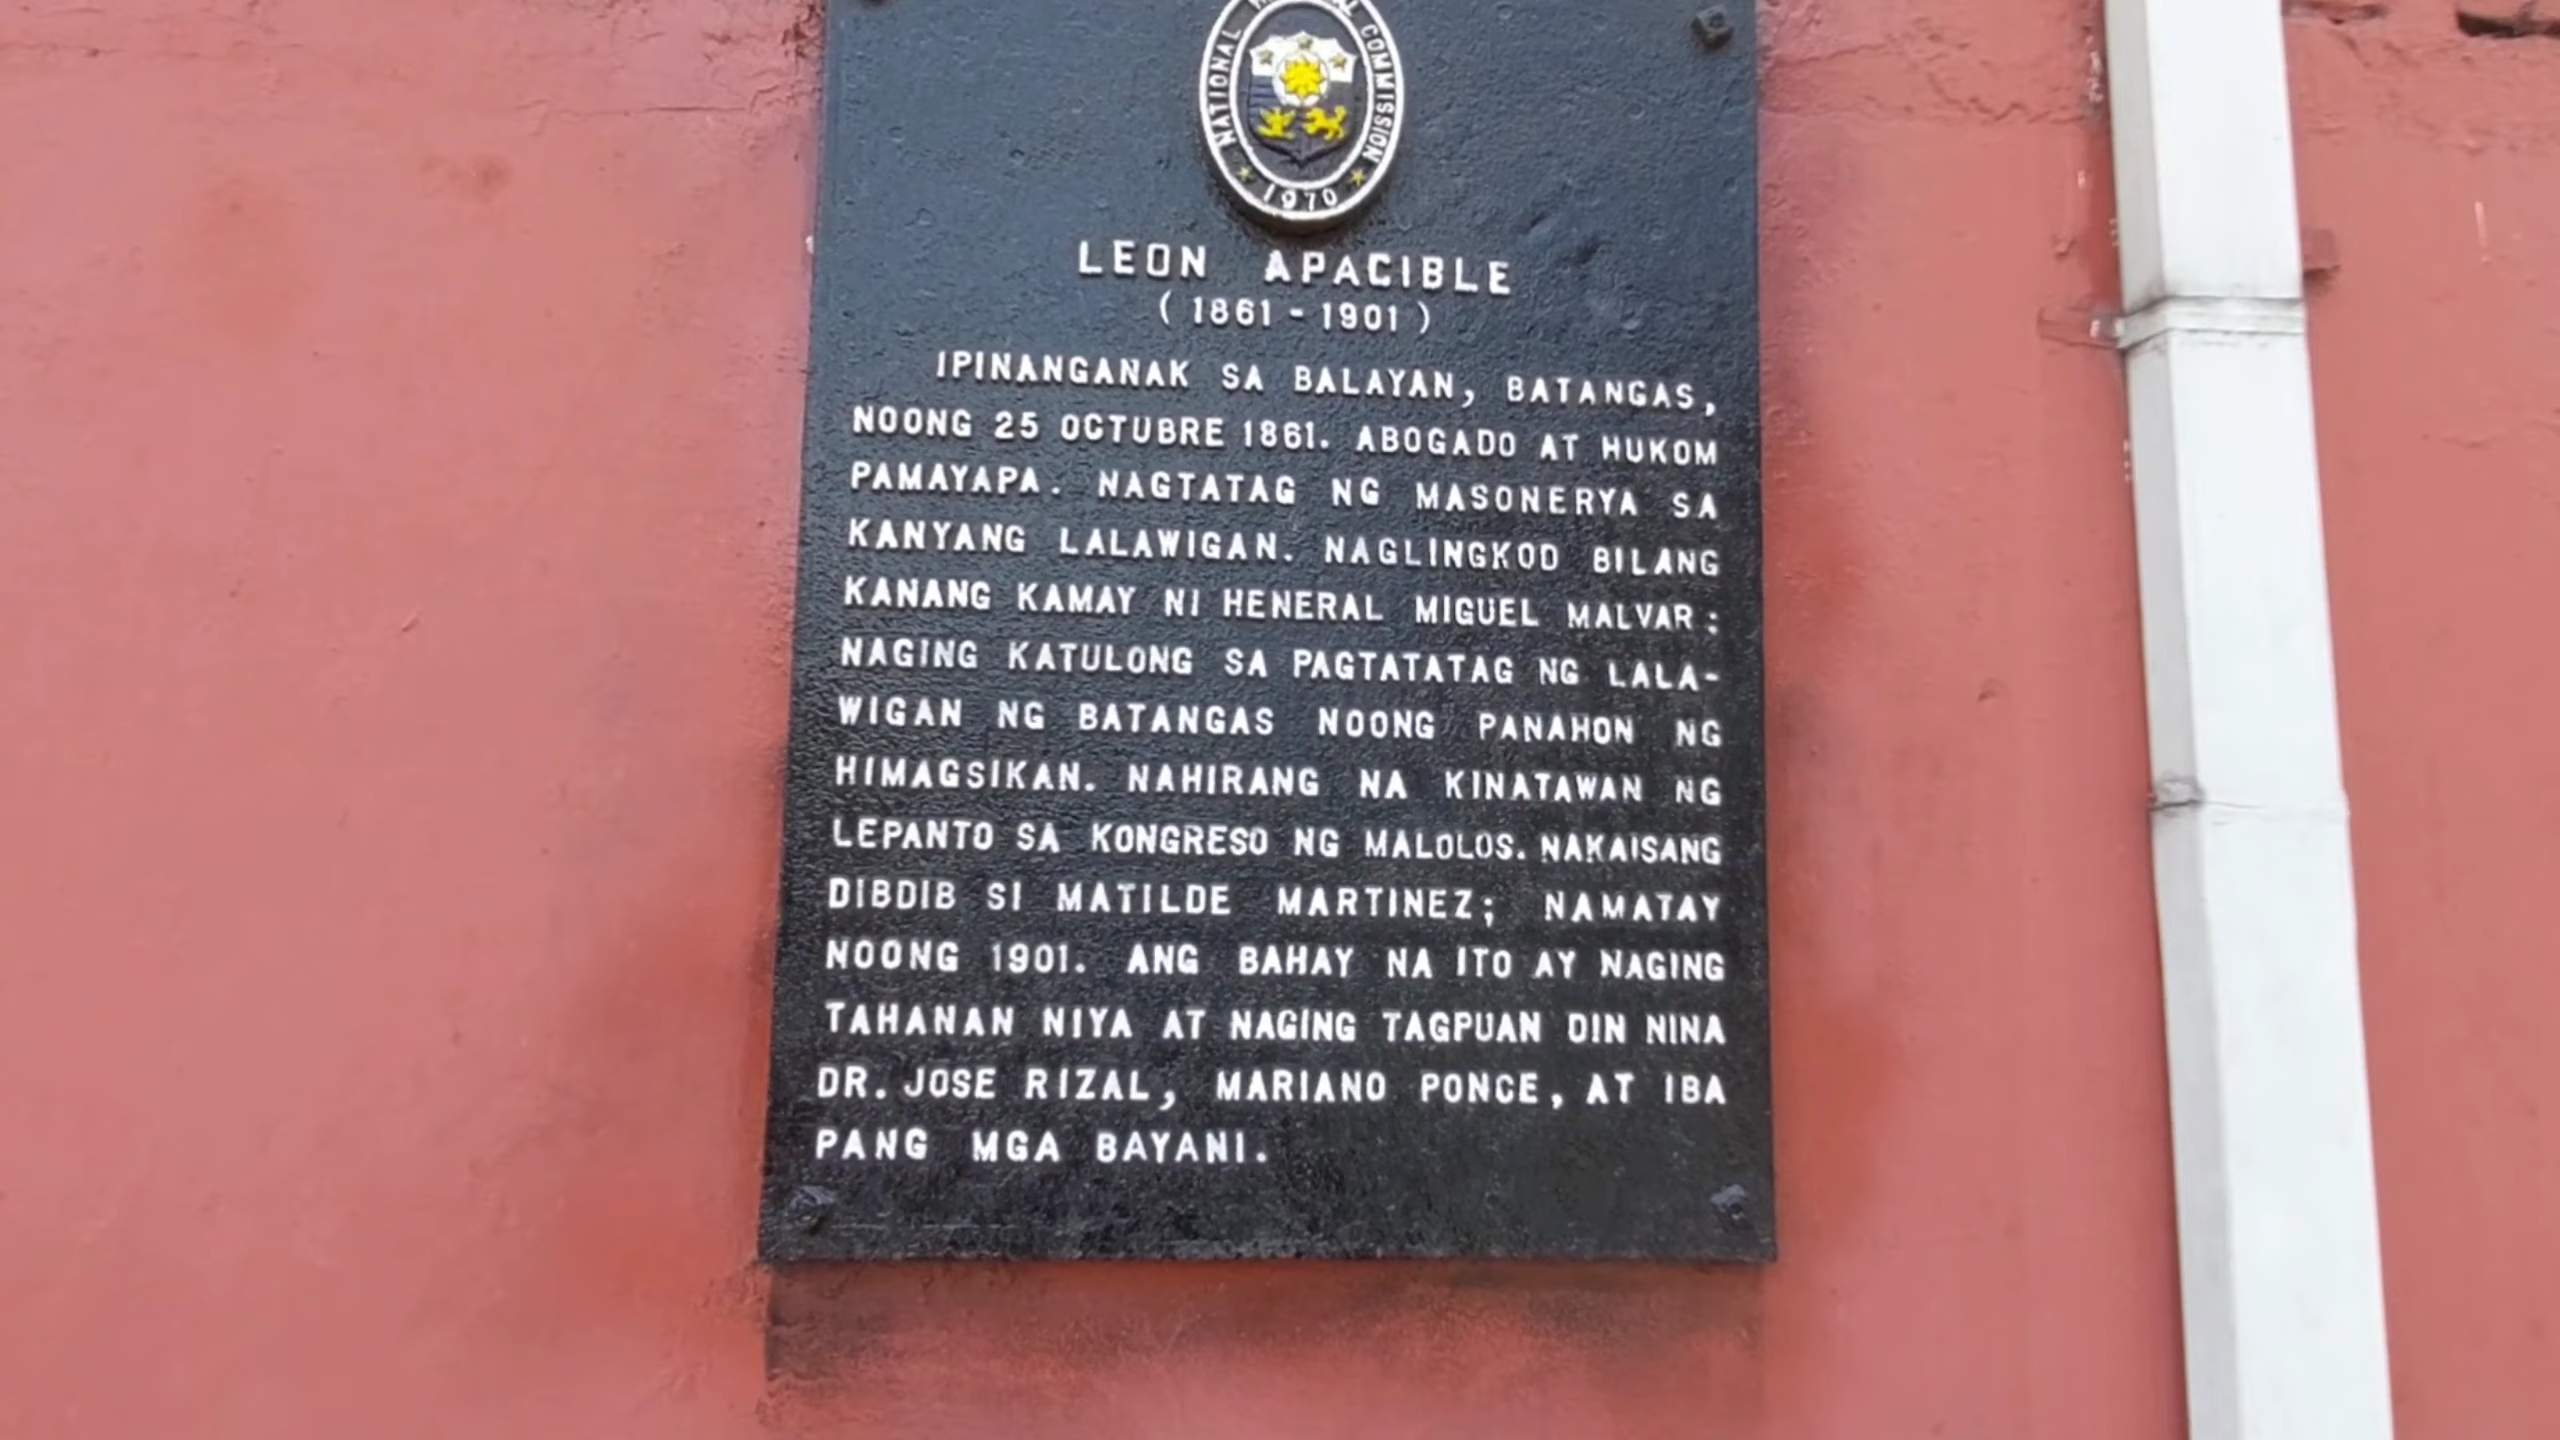 NATIONAL COMMISSION
1970
LEON APACIBLE
( 1861 - 1901 )
IPINANGANAK SA BALAYAN, BATANGAS,
NOONG 25 OCTUBRE 1861. ABOGADO AT HUKOM
PAMAYAPA. NAGTATAG NG MASONERYA SA
KANYANG LALAWIGAN. NAGLINGKOD BILANG
KANANG KAMAY NI HENERAL MIGUEL MALVAR :
NAGING KATULONG SA PAGTATATAG NG LALA-
WIGAN NG BATANGAS NOONG PANAHON NG
HIMAGSIKAN. NAHIRANG NA KINATAWAN NG
LEPANTO SA KONGRESO NG MALOLOS. NAKAISANG
DIBDIB SI MATILDE MARTINEZ; NAMATAY
NOONG 1901. ANG BAHAY NA ITO AY NAGING
TAHANAN NIYA AT NAGING TAGPUAN DIN NINA
DR. JOSE RIZAL, MARIANO PONCE, AT IBA
PANG MGA BAYANI.